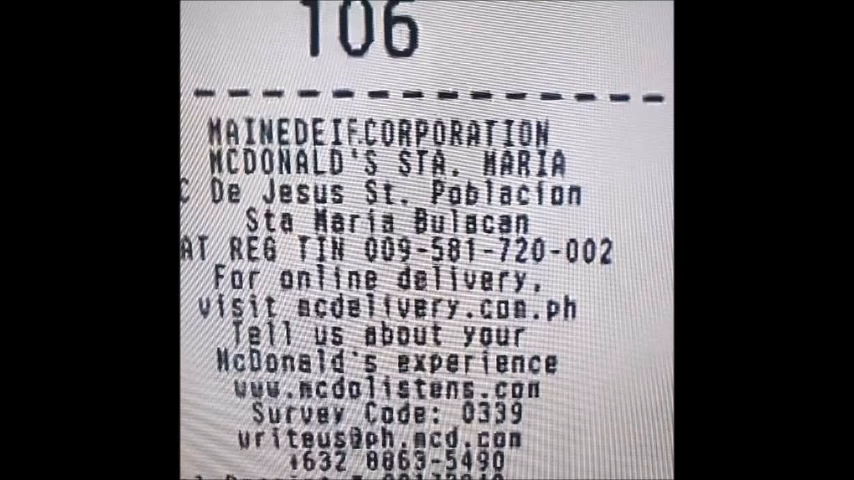 106
MAINEDEIF.CORPORATION
MCDONALD'S STA. MARIA
C De Jesus St. Poblacion
Sta Maria Bulacan
AT REG TIN 009-581-720-002
For online delivery,
visit mcdelivery.com.ph
Tell us about your
McDonald's experience
www.mcdolistens.com
Survey Code: 0339
writeus@ph.mcd.com
+632 8863-5490